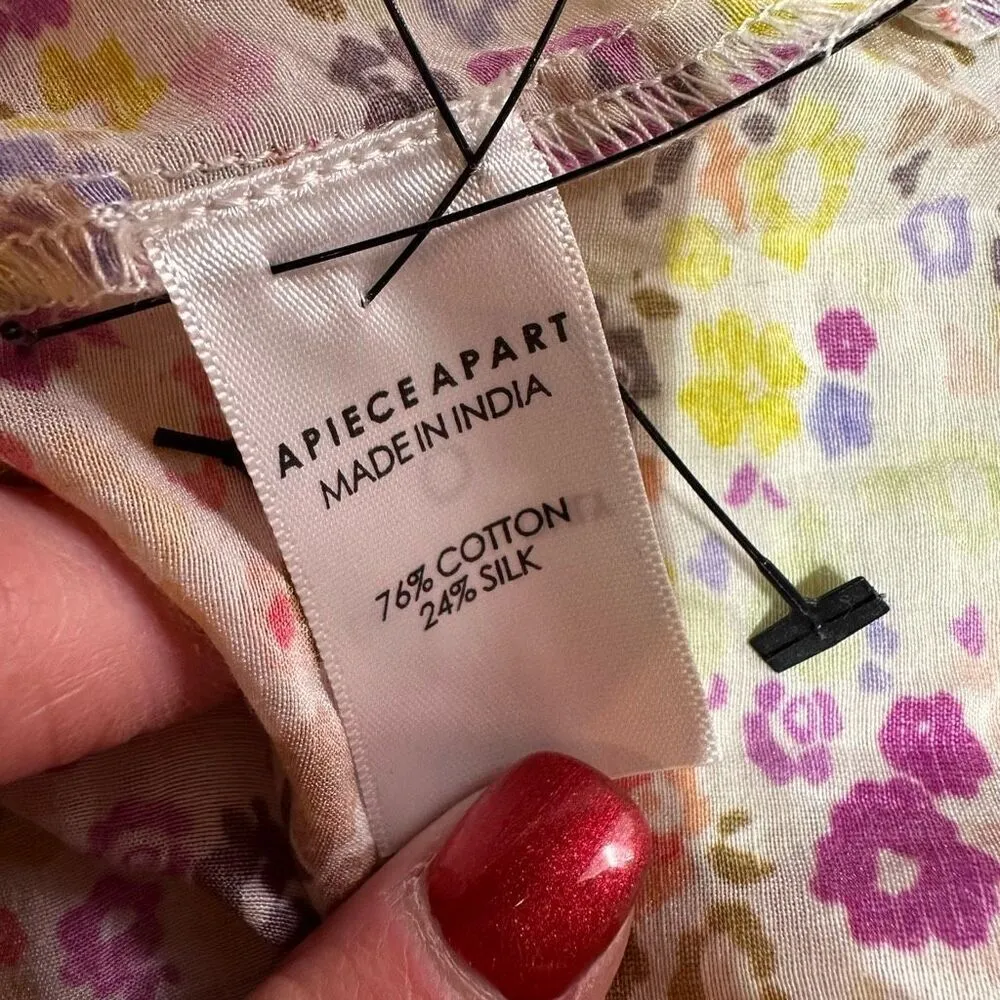 APIECE APART
MADE IN INDIA
76% COTTON
24% SILK